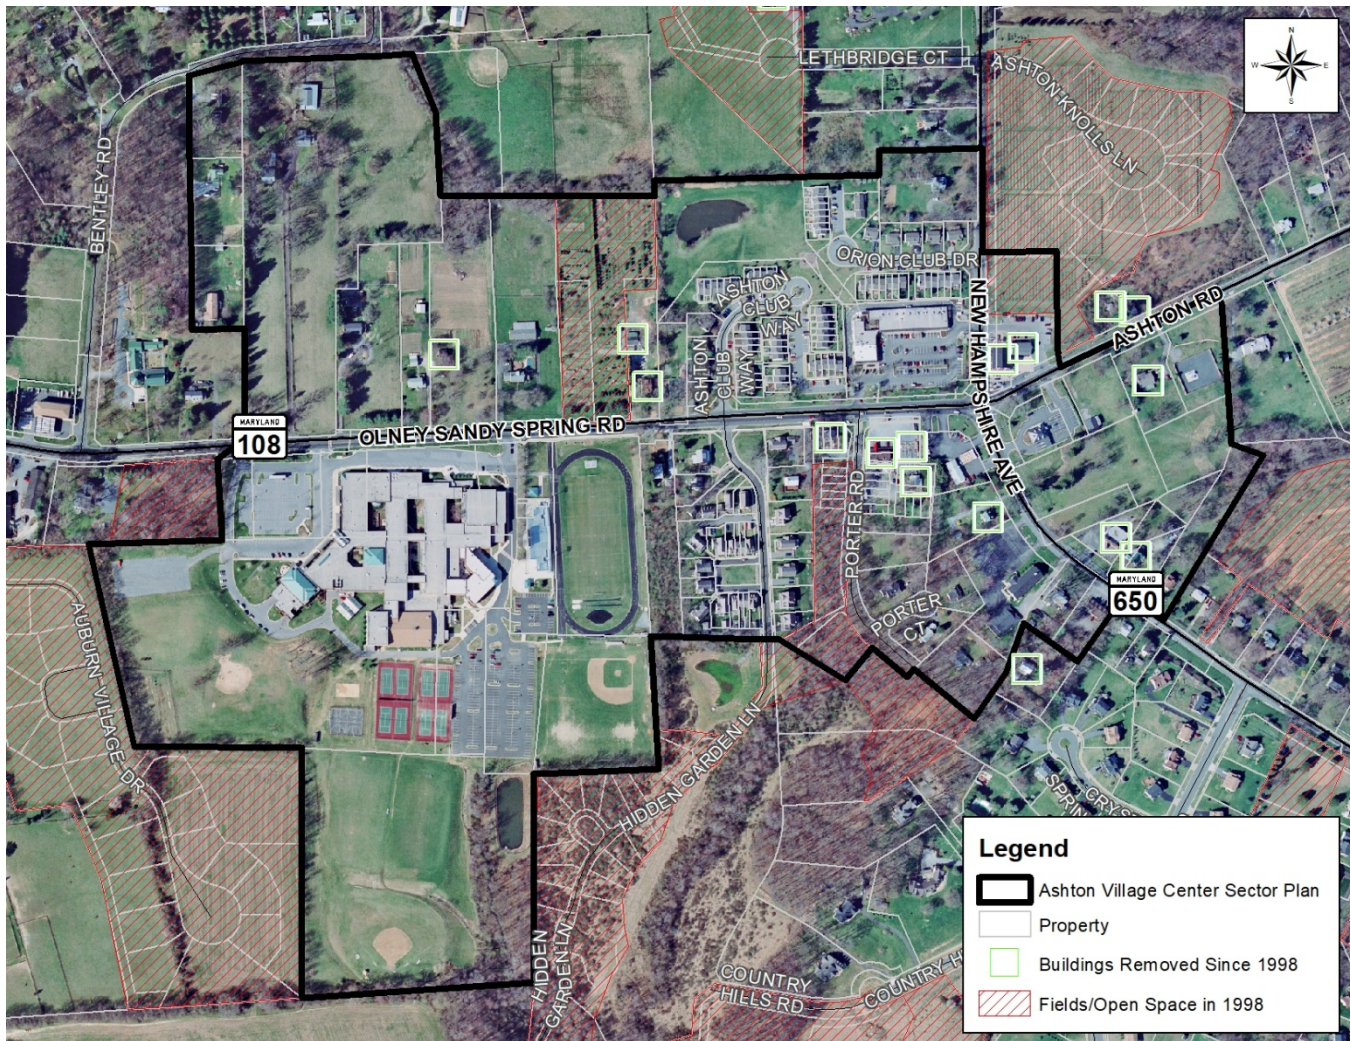 N
W E
S
LETHBRIDGE CT
ASHTON KNOLLS LN
BENTLEY RD
ORION CLUB DR
ASHTON
CLUB
WAY
NEW HAMPSHIRE AVE
ASHTON RD
ASHTON
CLUB
WAY
MARYLAND
108
OLNEY SANDY SPRING RD
PORTER RD
MARYLAND
650
PORTER
CT
AUBURN VILLAGE DR
HIDDEN GARDEN LN
HIDDEN
GARDEN LN
COUNTRY
HILLS RD
COUNTRY H
CRYS
SPRIN
Legend
Ashton Village Center Sector Plan
Property
Buildings Removed Since 1998
Fields/Open Space in 1998